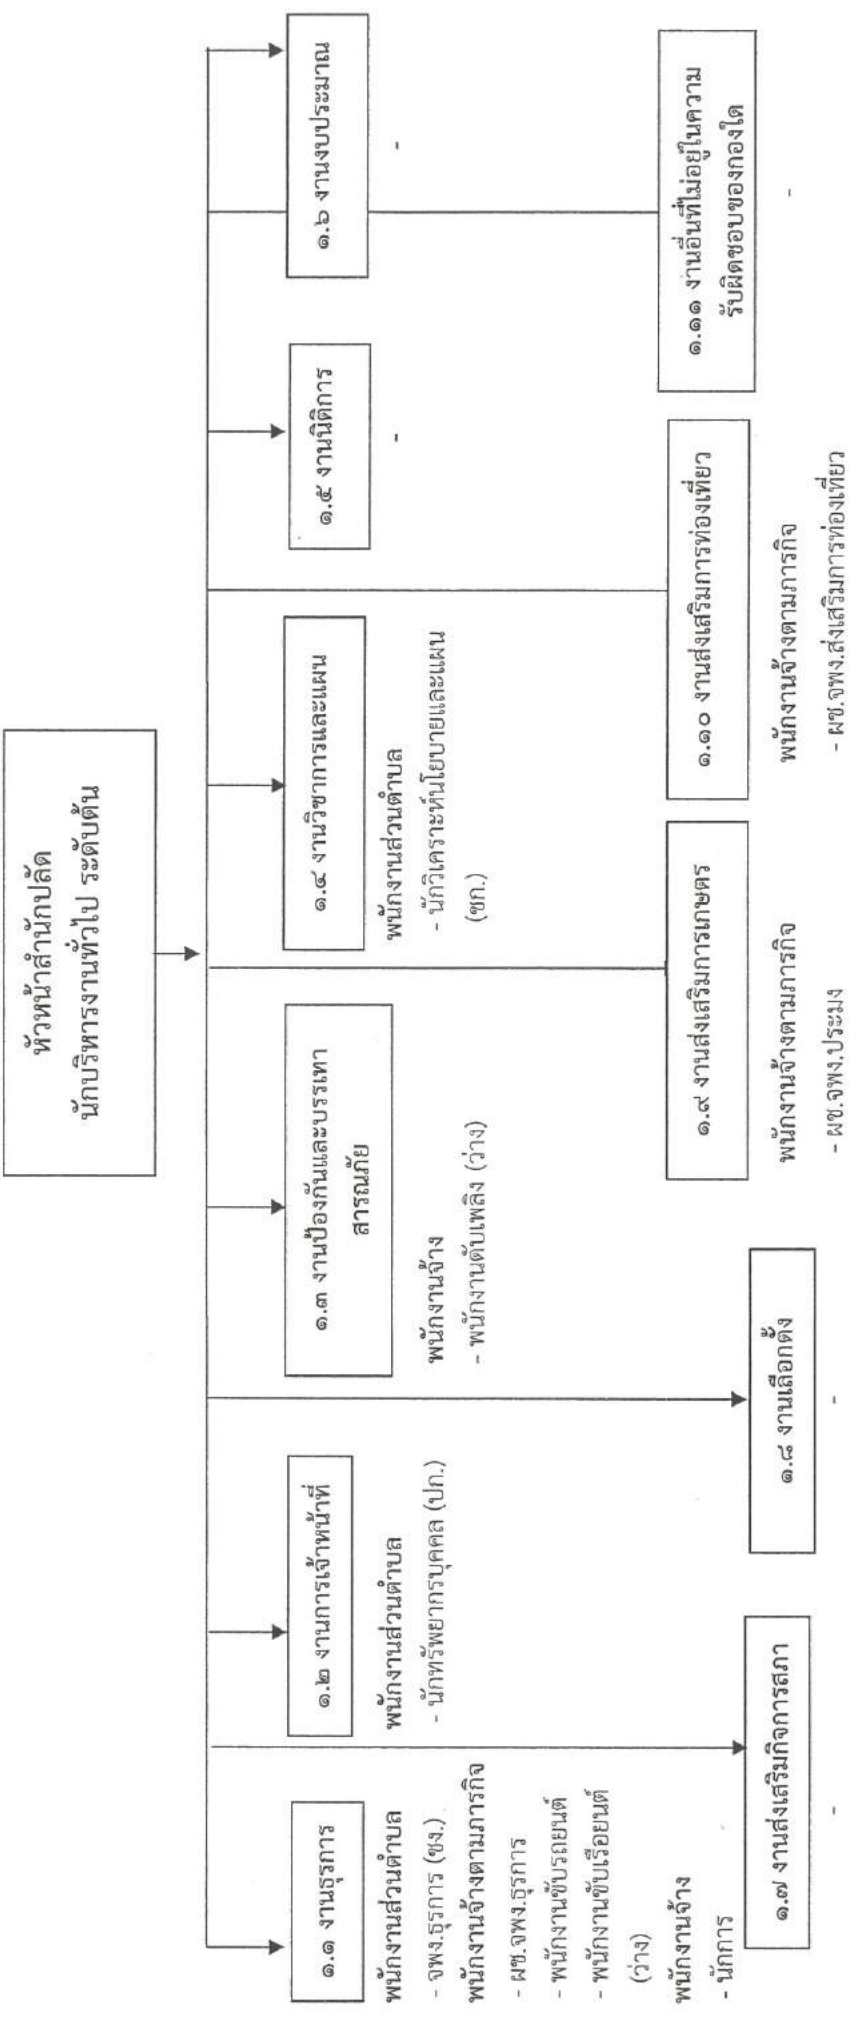 หัวหน้าสำนักปลัด
นักบริหารงานทั่วไป ระดับต้น
๑.๑ งานธุรการ
พนักงานส่วนตำบล
- จพง.ธุรการ (ชง.)
พนักงานจ้างตามภารกิจ
- ผช.จพง.ธุรการ
- พนักงานขับรถยนต์
- พนักงานขับเรือยนต์
(ว่าง)
พนักงานจ้าง
- นักการ
๑.๒ งานการเจ้าหน้าที่
พนักงานส่วนตำบล
- นักทรัพยากรบุคคล (ปก.)
๑.๓ งานป้องกันและบรรเทา
สารณภัย
พนักงานจ้าง
- พนักงานดับเพลิง (ว่าง)
๑.๔ งานวิชาการและแผน
พนักงานส่วนตำบล
- นักวิเคราะห์นโยบายและแผน
(ชก.)
๑.๕ งานนิติการ
-
๑.๖ งานงบประมาณ
-
๑.๗ งานส่งเสริมกิจการสภา
-
๑.๘ งานเลือกตั้ง
-
๑.๙ งานส่งเสริมการเกษตร
พนักงานจ้างตามภารกิจ
- ผช.จพง.ประมง
๑.๑๐ งานส่งเสริมการท่องเที่ยว
พนักงานจ้างตามภารกิจ
- ผช.จพง.ส่งเสริมการท่องเที่ยว
๑.๑๑ งานอื่นที่ไม่อยู่ในความ
รับผิดชอบของกองใด
-